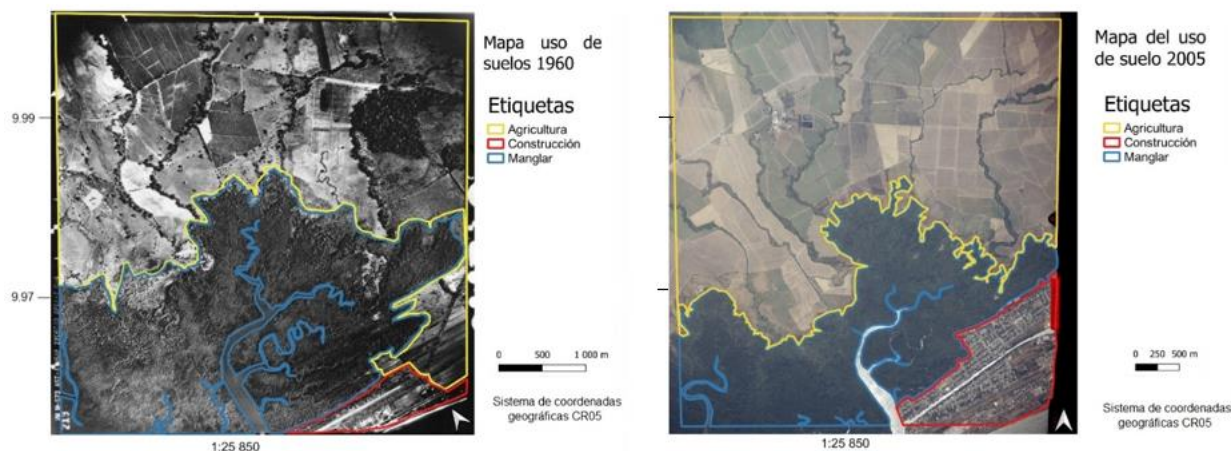 Mapa uso de
suelos 1960
9.99
Etiquetas
Agricultura
Construcción
Manglar
9.97
0 500 1 000 m
Sistema de coordenadas
geográficas CR05
1:25 850
Mapa del uso
de suelo 2005
Etiquetas
Agricultura
Construcción
Manglar
0 250 500 m
Sistema de coordenadas
geográficas CR05
1:25 850